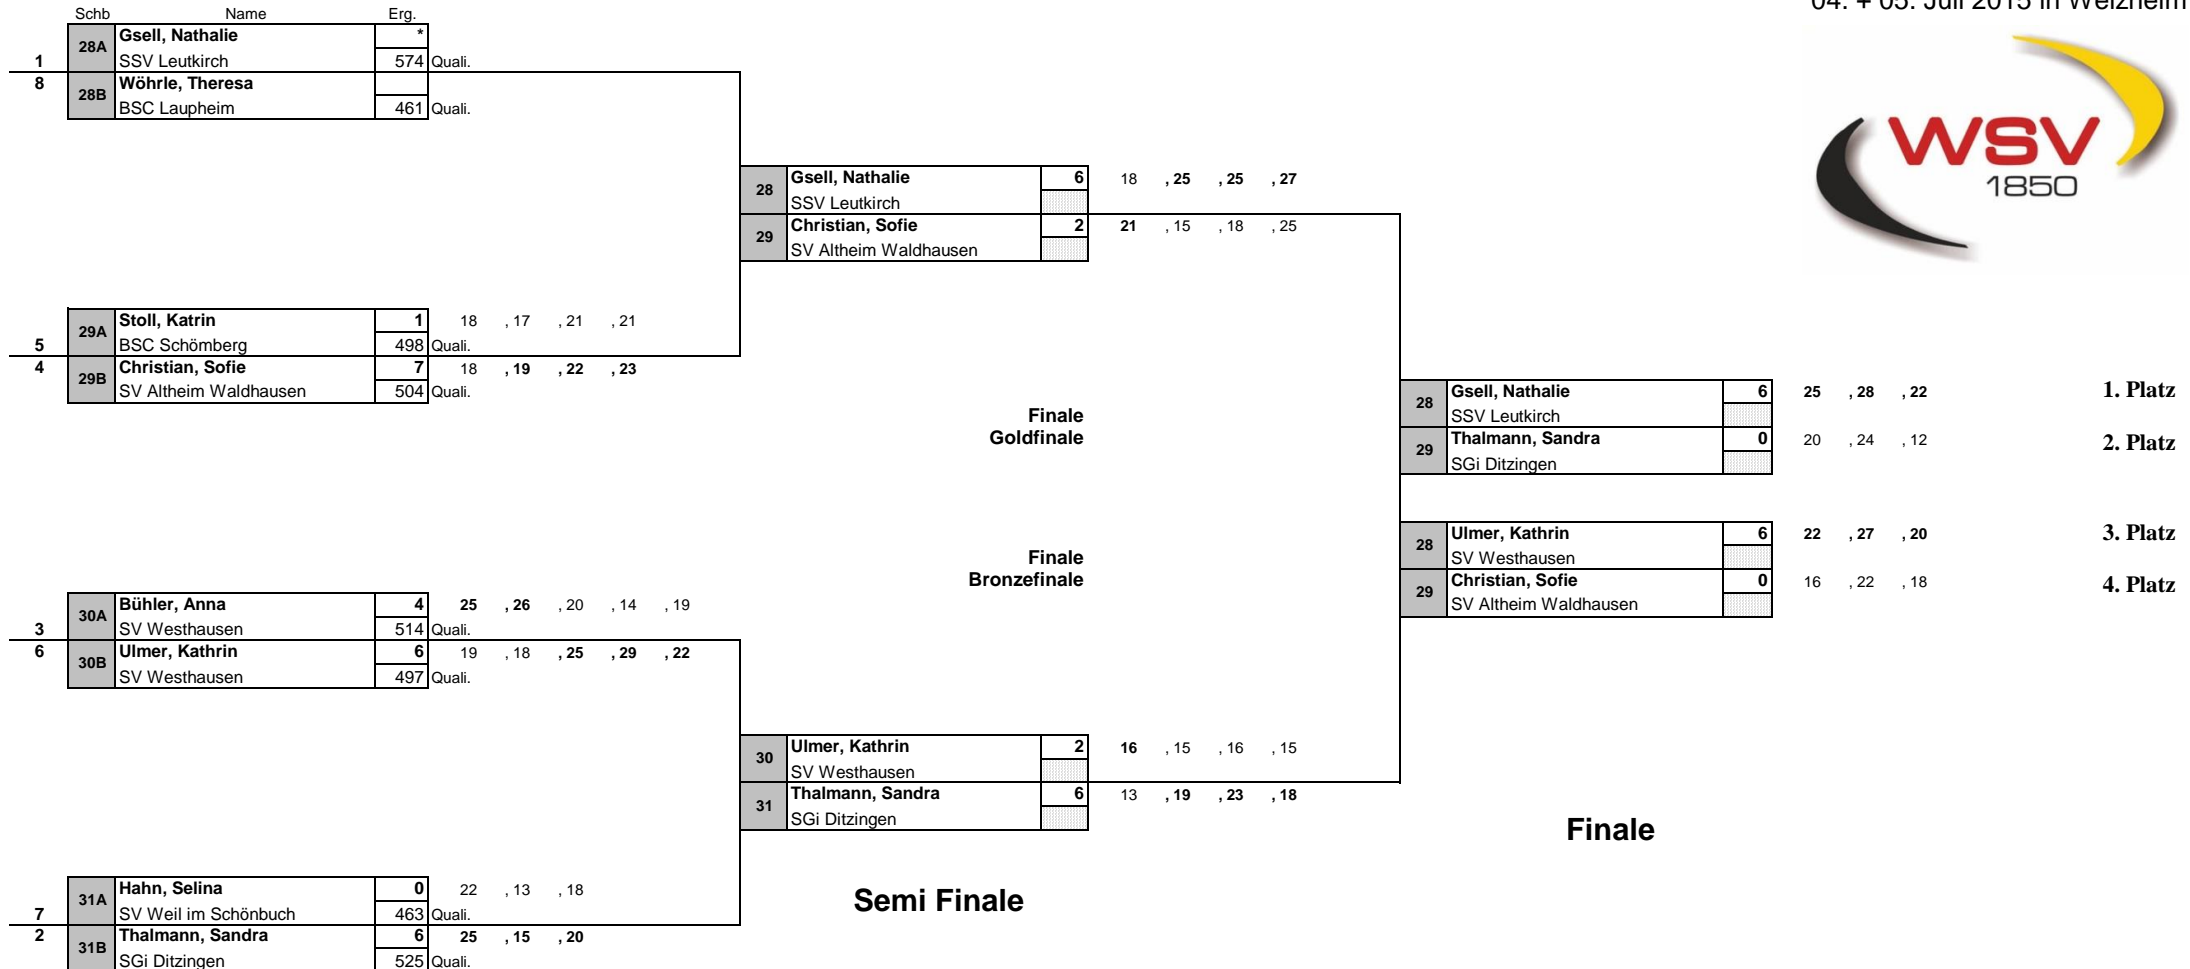 04. + 05. Juli 2015 in Welzheim
Schb Name Erg.
28A Gsell, Nathalie *
1 SSV Leutkirch 574 Quali.
8 28B Wöhrle, Theresa
BSC Laupheim 461 Quali.
WSV
1850
28 Gsell, Nathalie 6 18 , 25 , 25 , 27
SSV Leutkirch
29 Christian, Sofie 2 21 , 15 , 18 , 25
SV Altheim Waldhausen
29A Stoll, Katrin 1 18 , 17 , 21 , 21
5 BSC Schömberg 498 Quali.
4 29B Christian, Sofie 7 18 , 19 , 22 , 23
SV Altheim Waldhausen 504 Quali.
Finale
Goldfinale
28 Gsell, Nathalie 6 25 , 28 , 22 1. Platz
SSV Leutkirch
29 Thalmann, Sandra 0 20 , 24 , 12 2. Platz
SGi Ditzingen
Finale
Bronzefinale
28 Ulmer, Kathrin 6 22 , 27 , 20 3. Platz
SV Westhausen
29 Christian, Sofie 0 16 , 22 , 18 4. Platz
SV Altheim Waldhausen
30A Bühler, Anna 4 25 , 26 , 20 , 14 , 19
3 SV Westhausen 514 Quali.
6 30B Ulmer, Kathrin 6 19 , 18 , 25 , 29 , 22
SV Westhausen 497 Quali.
30 Ulmer, Kathrin 2 16 , 15 , 16 , 15
SV Westhausen
31 Thalmann, Sandra 6 13 , 19 , 23 , 18
SGi Ditzingen
Finale
Semi Finale
31A Hahn, Selina 0 22 , 13 , 18
7 SV Weil im Schönbuch 463 Quali.
2 31B Thalmann, Sandra 6 25 , 15 , 20
SGi Ditzingen 525 Quali.